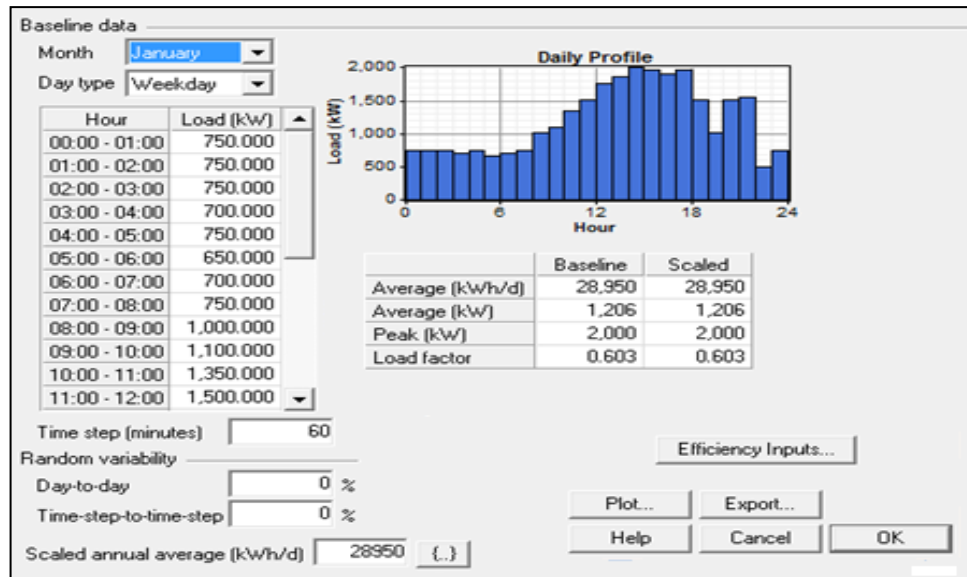 Baseline data
Month January
Day type Weekday
Hour Load (kW)
00:00 - 01:00 750.000
01:00 - 02:00 750.000
02:00 - 03:00 750.000
03:00 - 04:00 700.000
04:00 - 05:00 750.000
05:00 - 06:00 650.000
06:00 - 07:00 700.000
07:00 - 08:00 750.000
08:00 - 09:00 1,000.000
09:00 - 10:00 1,100.000
10:00 - 11:00 1,350.000
11:00 - 12:00 1,500.000
Daily Profile
Load (kW)
2,000
1,500
1,000
500
0
0 6 12 18 24
Hour
Baseline Scaled
Average (kWh/d) 28,950 28,950
Average (kW) 1,206 1,206
Peak (kW) 2,000 2,000
Load factor 0.603 0.603
Time step (minutes) 60
Random variability
Day-to-day 0 %
Time-step-to-time-step 0 %
Scaled annual average (kWh/d) 28950 {..}
Efficiency Inputs...
Plot... Export...
Help Cancel OK